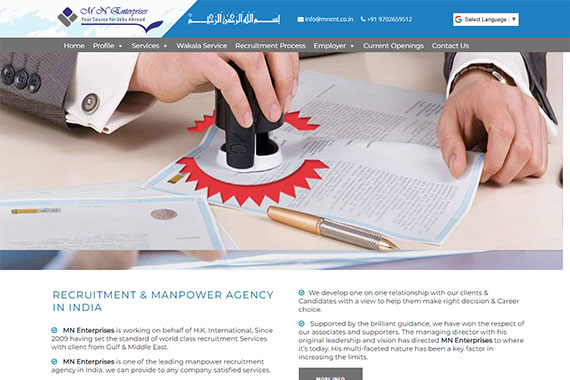 M N Enterprises
Your Source for Jobs Abroad
بسم الله الرحمن الرحيم
info@mnent.co.in
+91 9702659512
G Select Language ▼
Home Profile Services Wakala Service Recruitment Process Employer Current Openings Contact Us
RECRUITMENT & MANPOWER AGENCY
IN INDIA
MN Enterprises is working on behalf of H.K. International, Since
2009 having set the standard of world class recruitment Services
with client from Gulf & Middle East.
MN Enterprises is one of the leading manpower recruitment
agency in India. we can provide to any company satisfied services.
We develop one on one relationship with our clients &
Candidates with a view to help them make right decision & Career
choice.
Supported by the brilliant guidance, we have won the respect of
our associates and supporters. The managing director with his
original leadership and vision has directed MN Enterprises to where
it's today. His multi-faceted nature has been a key factor in
increasing the limits.
MORE INFO